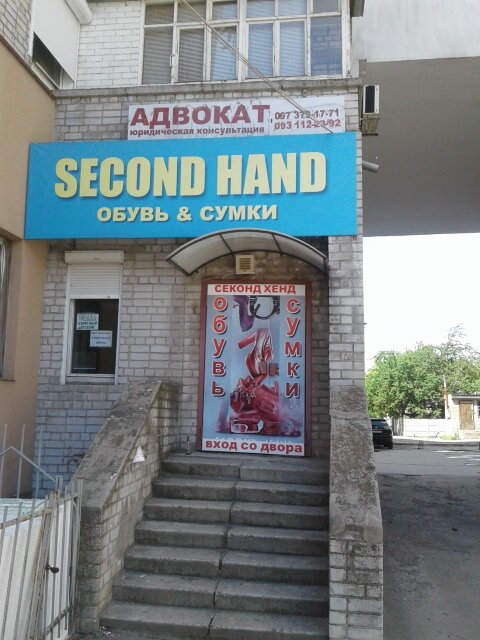 АДВОКАТ
юридическая консультация
067 372-17-71
093 112-23-92
SECOND HAND
ОБУВЬ & СУМКИ
СЕКОНД ХЕНД
обувь
сумки
вход со двора